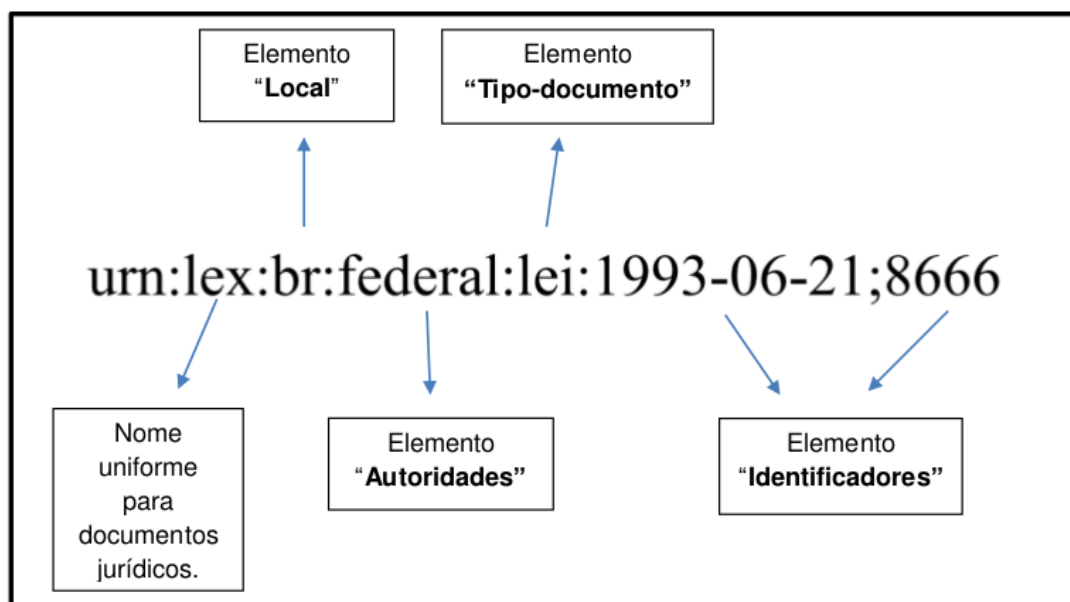 Elemento
“Local”
Elemento
“Tipo-documento”
urn:lex:br:federal:lei:1993-06-21;8666
Nome
uniforme
para
documentos
jurídicos.
Elemento
“Autoridades”
Elemento
“Identificadores”